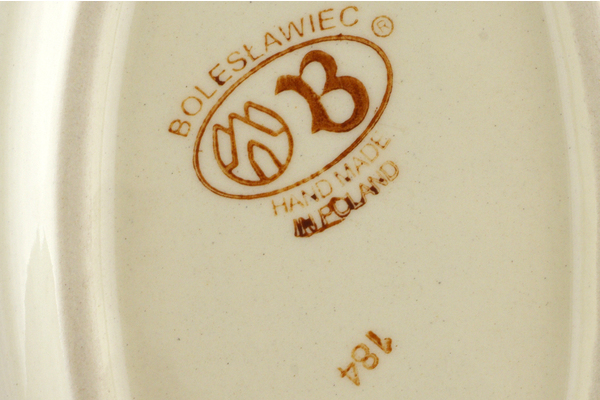 BOLESŁAWIEC ®
B
HAND MADE
IN POLAND
184